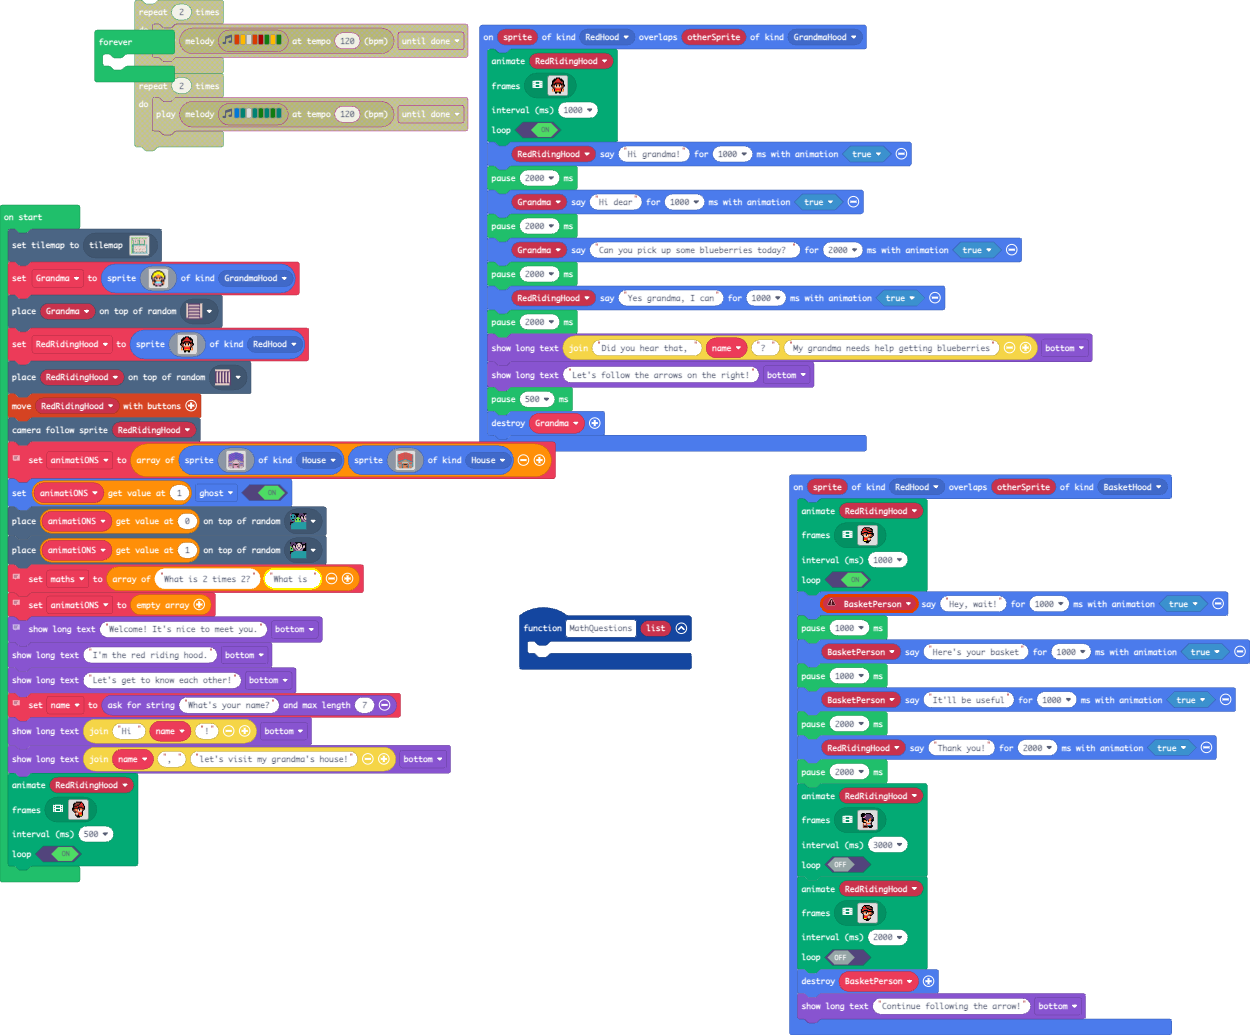 repeat 2 times
forever
melody at tempo 120 (bpm) until done
repeat 2 times
do
play melody at tempo 120 (bpm) until done
on start
set tilemap to tilemap
set Grandma to sprite of kind GrandmaHood
place Grandma on top of random
set RedRidingHood to sprite of kind RedHood
place RedRidingHood on top of random
move RedRidingHood with buttons
camera follow sprite RedRidingHood
set animatiONS to array of sprite of kind House sprite of kind House
set animatiONS get value at 1 ghost ON
place animatiONS get value at 0 on top of random
place animatiONS get value at 1 on top of random
set maths to array of "What is 2 times 2?" "What is "
set animatiONS to empty array
show long text "Welcome! It's nice to meet you." bottom
show long text "I'm the red riding hood." bottom
show long text "Let's get to know each other!" bottom
set name to ask for string "What's your name?" and max length 7
show long text join "Hi " name "!" bottom
show long text join name ", " "let's visit my grandma's house!" bottom
animate RedRidingHood
frames
interval (ms) 500
loop ON
on sprite of kind RedHood overlaps otherSprite of kind GrandmaHood
animate RedRidingHood
frames
interval (ms) 1000
loop ON
RedRidingHood say "Hi grandma!" for 1000 ms with animation true
pause 2000 ms
Grandma say "Hi dear" for 1000 ms with animation true
pause 2000 ms
Grandma say "Can you pick up some blueberries today? " for 2000 ms with animation true
pause 2000 ms
RedRidingHood say "Yes grandma, I can" for 1000 ms with animation true
pause 2000 ms
show long text join "Did you hear that, " name "? " "My grandma needs help getting blueberries" bottom
show long text "Let's follow the arrows on the right!" bottom
pause 500 ms
destroy Grandma
function MathQuestions list
on sprite of kind RedHood overlaps otherSprite of kind BasketHood
animate RedRidingHood
frames
interval (ms) 1000
loop ON
BasketPerson say "Hey, wait!" for 1000 ms with animation true
pause 1000 ms
BasketPerson say "Here's your basket" for 1000 ms with animation true
pause 1000 ms
BasketPerson say "It'll be useful" for 1000 ms with animation true
pause 2000 ms
RedRidingHood say "Thank you!" for 2000 ms with animation true
pause 2000 ms
animate RedRidingHood
frames
interval (ms) 3000
loop OFF
animate RedRidingHood
frames
interval (ms) 2000
loop OFF
destroy BasketPerson
show long text "Continue following the arrow!" bottom